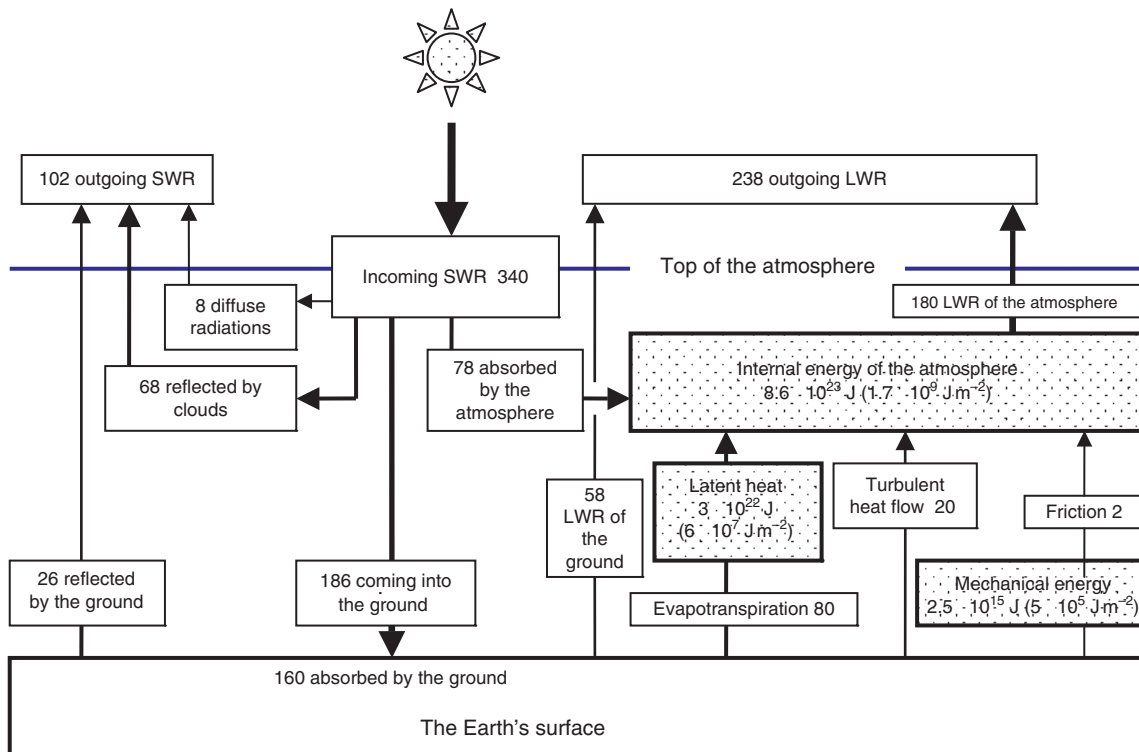 102 outgoing SWR
238 outgoing LWR
Incoming SWR 340
Top of the atmosphere
8 diffuse
radiations
180 LWR of the atmosphere
68 reflected by
clouds
78 absorbed
by the
atmosphere
Internal energy of the atmosphere
8.6 10²³ J (1.7 10⁹ J m⁻²)
58
LWR of
the
ground
Latent heat
3 10²² J
(6 10⁷ J m⁻²)
Turbulent
heat flow 20
Friction 2
26 reflected
by the ground
186 coming into
the ground
Evapotranspiration 80
Mechanical energy
2.5 10¹⁵ J (5 10⁵ J m⁻²)
160 absorbed by the ground
The Earth's surface